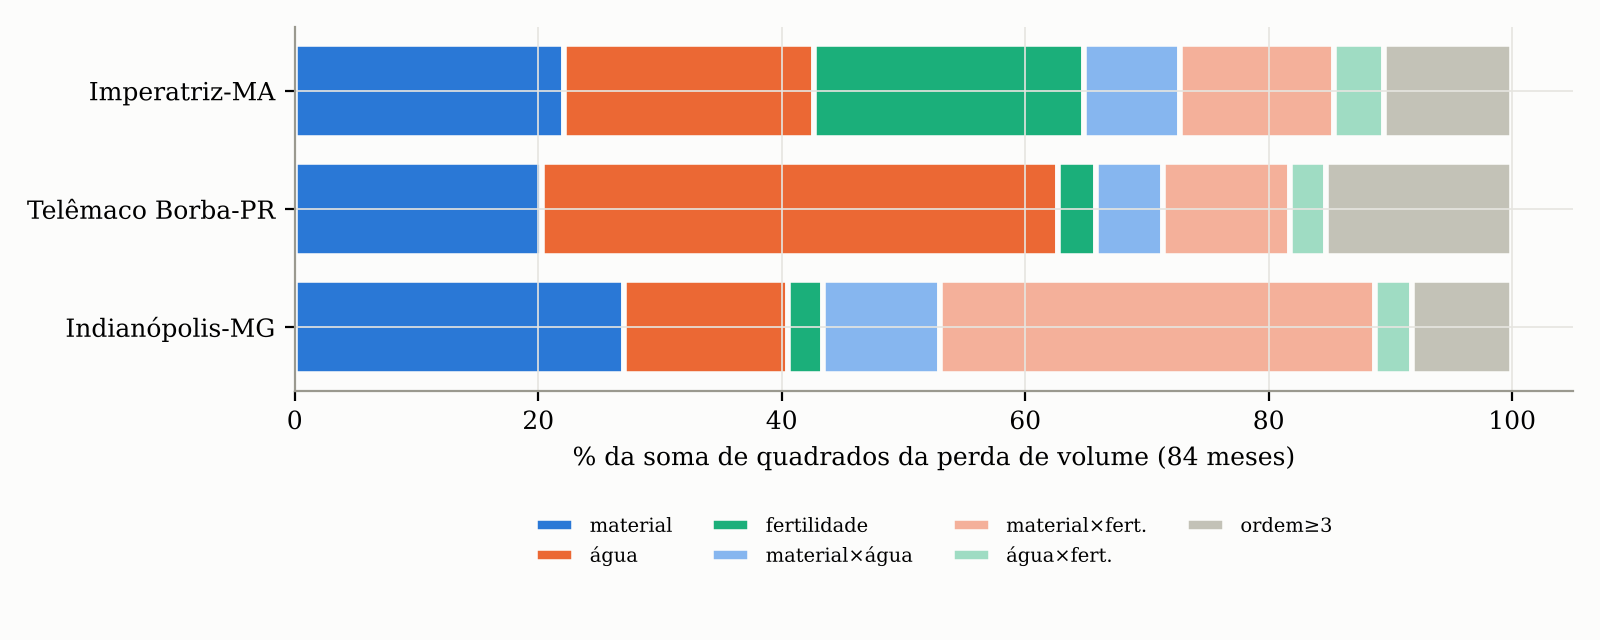 Imperatriz-MA
Telêmaco Borba-PR
Indianópolis-MG
0 20 40 60 80 100
% da soma de quadrados da perda de volume (84 meses)
material fertilidade material×fert. ordem≥3
água material×água água×fert.